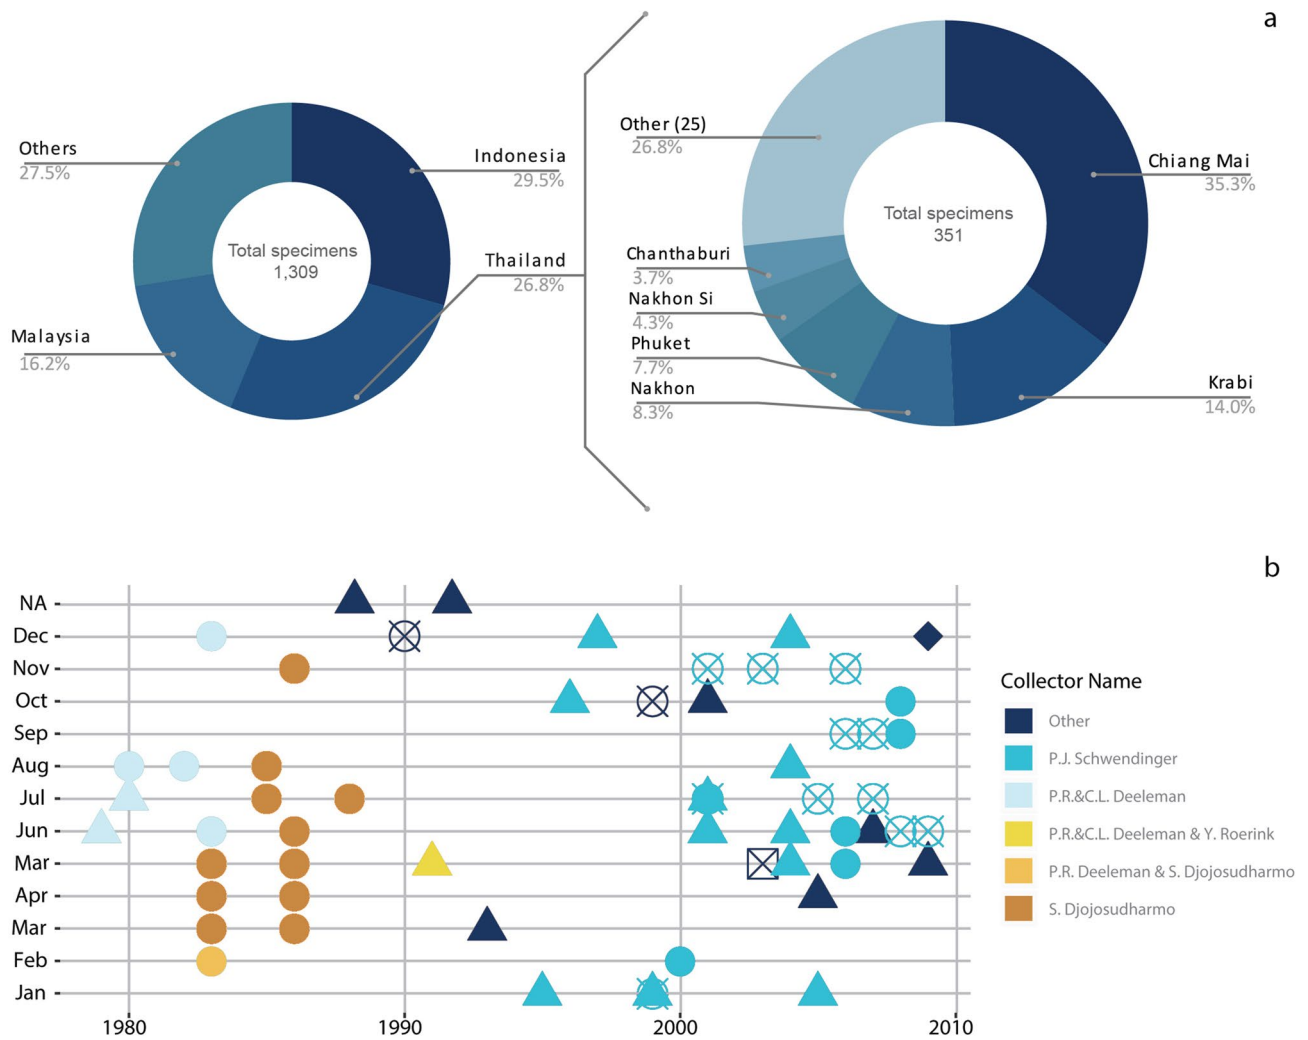 a
Others
27.5%
Indonesia
29.5%
Total specimens
1,309
Thailand
26.8%
Malaysia
16.2%
Other (25)
26.8%
Chiang Mai
35.3%
Total specimens
351
Chanthaburi
3.7%
Nakhon Si
4.3%
Phuket
7.7%
Nakhon
8.3%
Krabi
14.0%
b
NA
Dec
Nov
Oct
Sep
Aug
Jul
Jun
Mar
Apr
Mar
Feb
Jan
1980
1990
2000
2010
Collector Name
Other
P.J. Schwendinger
P.R.&C.L. Deeleman
P.R.&C.L. Deeleman & Y. Roerink
P.R. Deeleman & S. Djojosudharmo
S. Djojosudharmo